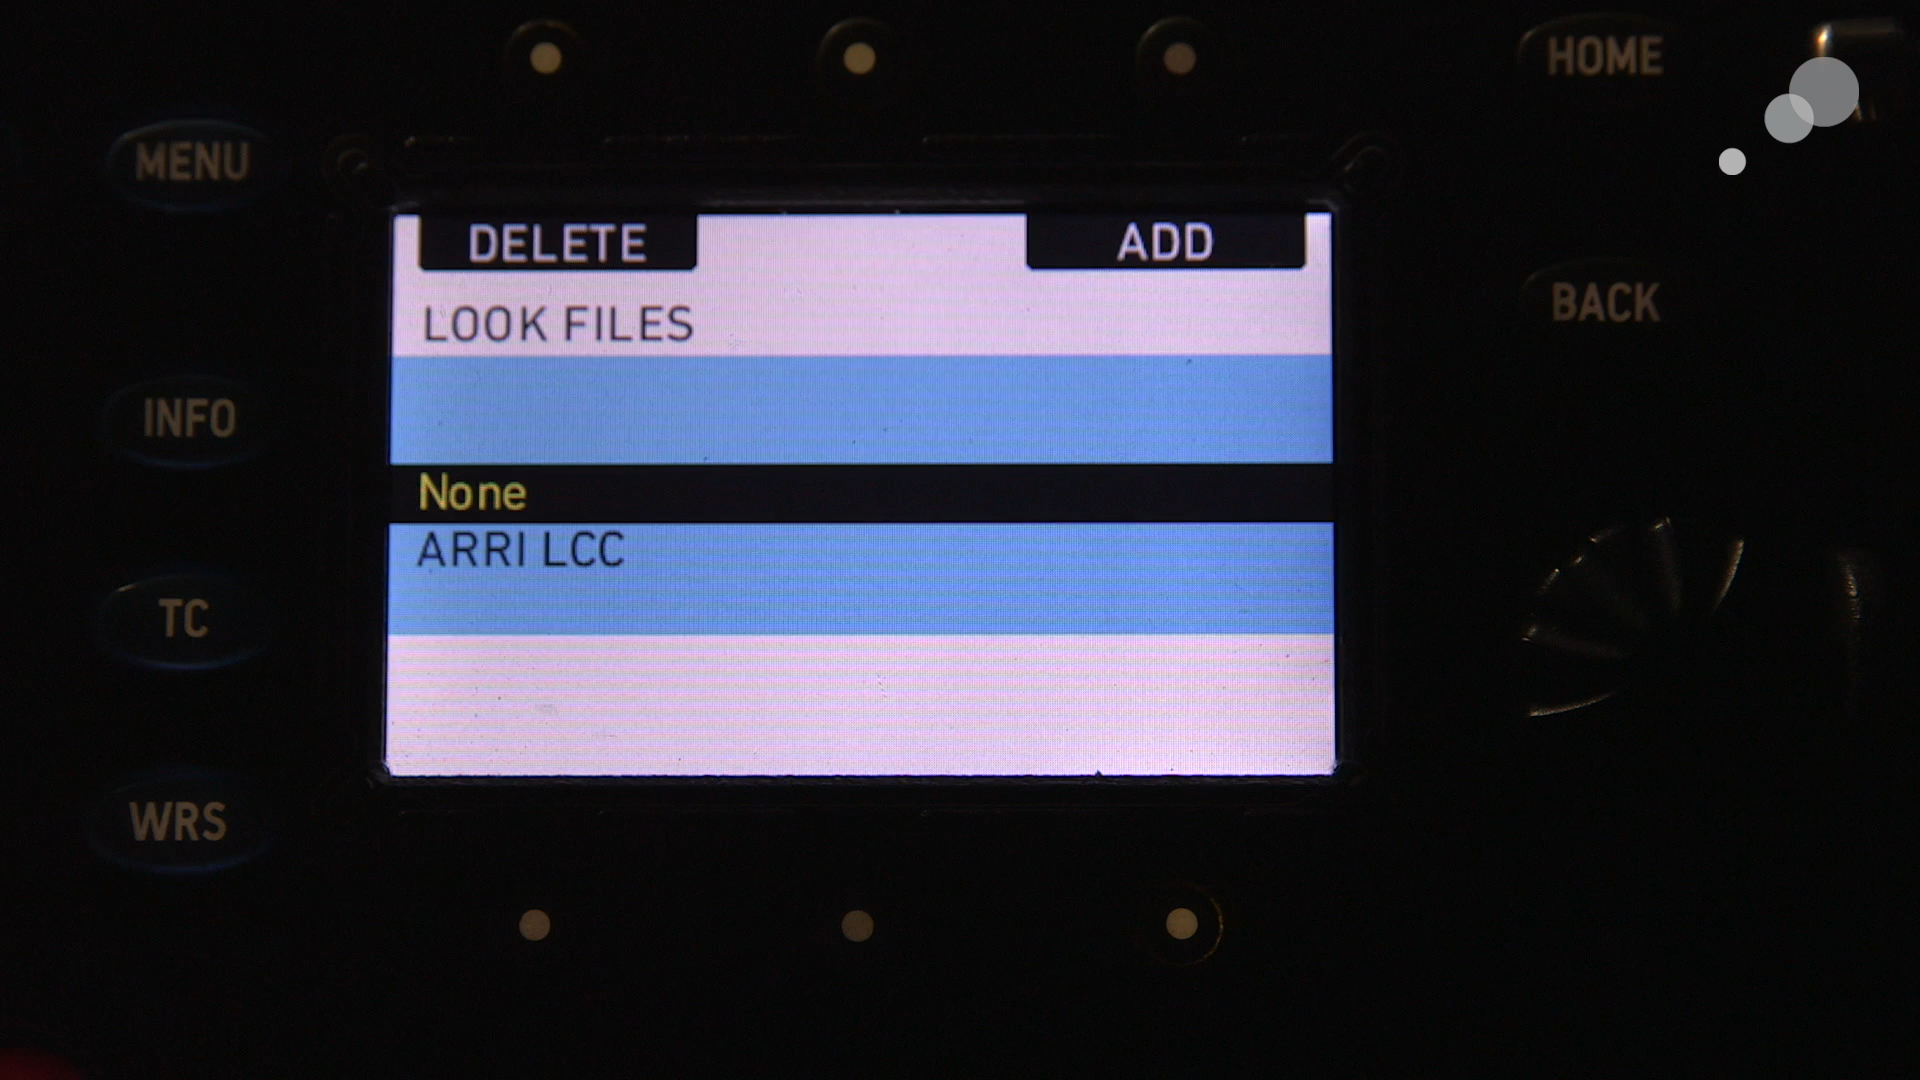 HOME
MENU
DELETE
ADD
LOOK FILES
BACK
INFO
None
ARRI LCC
TC
WRS